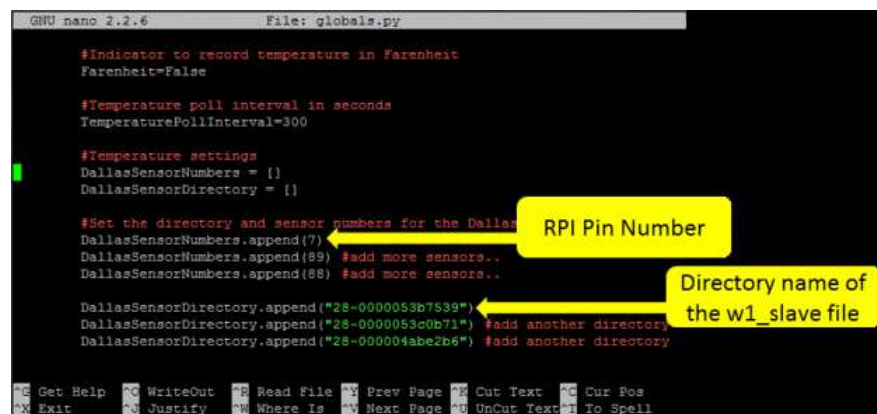 GNU nano 2.2.6 File: globals.py
#Indicator to record temperature in Farenheit
Farenheit=False
#Temperature poll interval in seconds
TemperaturePollInterval=300
#Temperature settings
DallasSensorNumbers = []
DallasSensorDirectory = []
#Set the directory and sensor numbers for the Dallas
DallasSensorNumbers.append(7)
DallasSensorNumbers.append(89) #add more sensors..
DallasSensorNumbers.append(88) #add more sensors..
RPI Pin Number
DallasSensorDirectory.append("28-0000053b7539")
DallasSensorDirectory.append("28-0000053c0b71") #add another directory
DallasSensorDirectory.append("28-000004abe2b6") #add another directory
Directory name of
the w1_slave file
^G Get Help ^O WriteOut ^R Read File ^Y Prev Page ^K Cut Text ^C Cur Pos
^X Exit ^J Justify ^W Where Is ^V Next Page ^U UnCut Text ^T To Spell